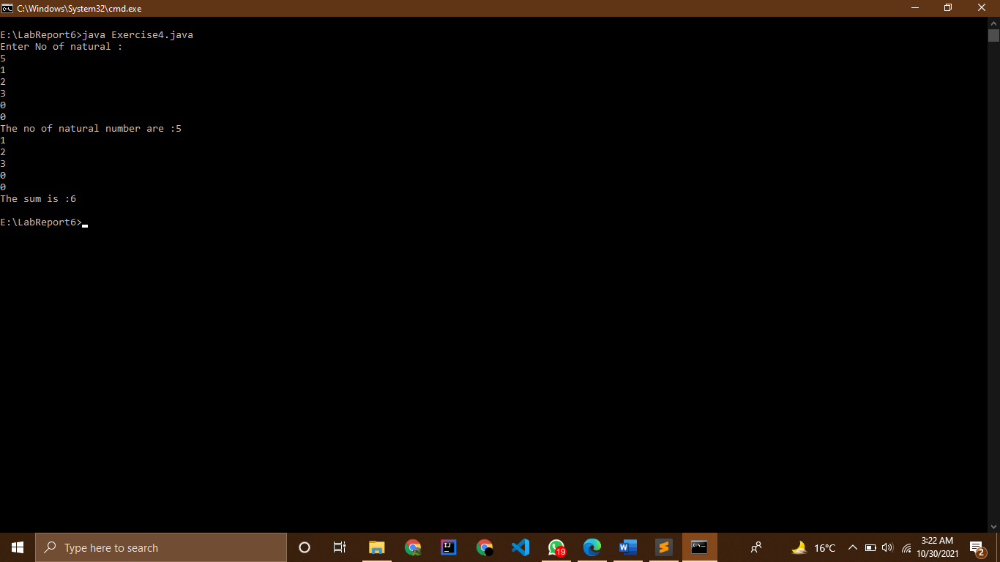 C:\Windows\System32\cmd.exe
E:\LabReport6>java Exercise4.java
Enter No of natural :
5
1
2
3
0
0
The no of natural number are :5
1
2
3
0
0
The sum is :6
E:\LabReport6>
Type here to search
19
16°C
3:22 AM
10/30/2021
2